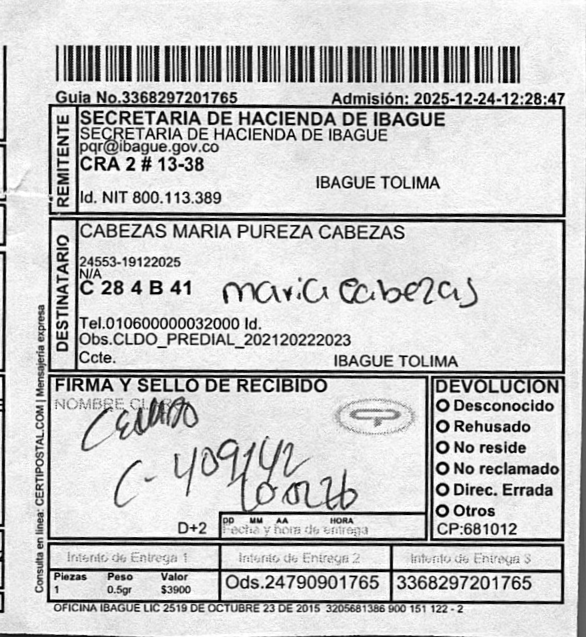 Guia No.3368297201765 Admisión: 2025-12-24-12:28:47
REMITENTE
SECRETARIA DE HACIENDA DE IBAGUE
SECRETARIA DE HACIENDA DE IBAGUE
pqr@ibague.gov.co
CRA 2 # 13-38
IBAGUE TOLIMA
Id. NIT 800.113.389
DESTINATARIO
CABEZAS MARIA PUREZA CABEZAS
24553-19122025
N/A
C 28 4 B 41 maria cabezas
Tel.010600000032000 Id.
Obs.CLDO_PREDIAL_202120222023
Ccte. IBAGUE TOLIMA
Consulta en línea: CERTIPOSTAL.COM | Mensajería expresa
FIRMA Y SELLO DE RECIBIDO
NOMBRE
C-409142
D+2
DD MM AA HORA
Fecha y hora de entrega
DEVOLUCION
Desconocido
Rehusado
No reside
No reclamado
Direc. Errada
Otros
CP:681012
Intento de Entrega 1 Intento de Entrega 2 Intento de Entrega 3
Piezas Peso Valor
1 0.5gr $3900
Ods.24790901765 3368297201765
OFICINA IBAGUE LIC 2519 DE OCTUBRE 23 DE 2015 3205681386 900 151 122 - 2